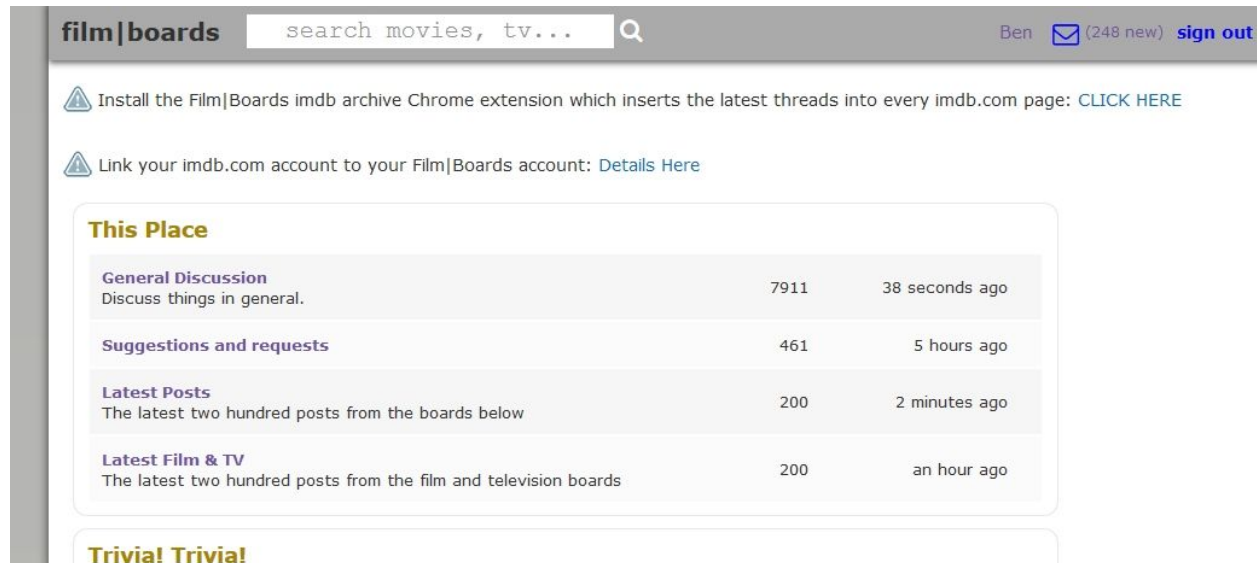 film|boards search movies, tv... Ben (248 new) sign out
Install the Film|Boards imdb archive Chrome extension which inserts the latest threads into every imdb.com page: CLICK HERE
Link your imdb.com account to your Film|Boards account: Details Here
This Place
General Discussion
Discuss things in general. 7911 38 seconds ago
Suggestions and requests 461 5 hours ago
Latest Posts
The latest two hundred posts from the boards below 200 2 minutes ago
Latest Film & TV
The latest two hundred posts from the film and television boards 200 an hour ago
Trivia! Trivia!